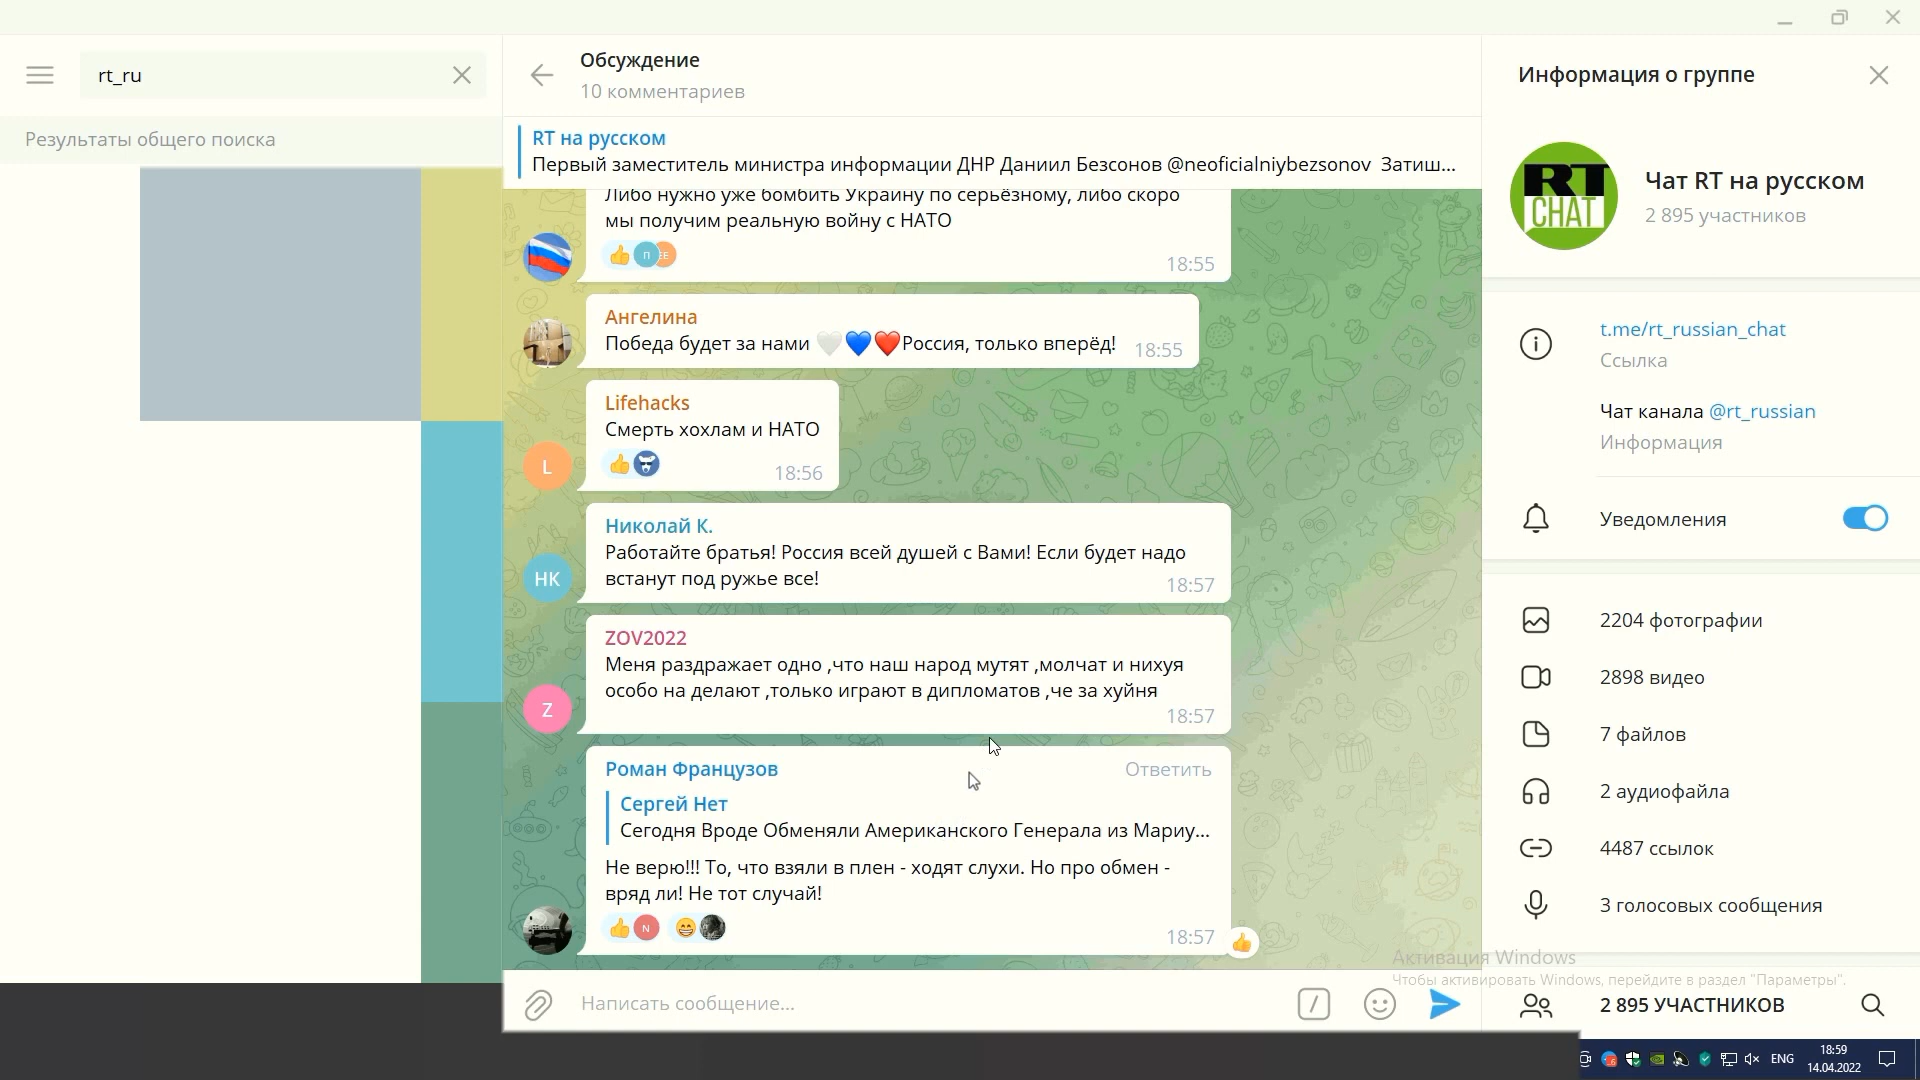 rt_ru
Результаты общего поиска
Обсуждение
10 комментариев
RT на русском
Первый заместитель министра информации ДНР Даниил Безсонов @neoficialniybezsonov Затиш...
Либо нужно уже бомбить Украину по серьёзному, либо скоро
мы получим реальную войну с НАТО
П
EE
18:55
Ангелина
Победа будет за нами 🤍💙❤️Россия, только вперёд!
18:55
L
Lifehacks
Смерть хохлам и НАТО
18:56
НК
Николай К.
Работайте братья! Россия всей душей с Вами! Если будет надо
встанут под ружье все!
18:57
Z
ZOV2022
Меня раздражает одно ,что наш народ мутят ,молчат и нихуя
особо на делают ,только играют в дипломатов ,че за хуйня
18:57
Роман Французов
Ответить
Сергей Нет
Сегодня Вроде Обменяли Американского Генерала из Мариу...
Не верю!!! То, что взяли в плен - ходят слухи. Но про обмен -
вряд ли! Не тот случай!
N
18:57
Написать сообщение...
Информация о группе
RT
CHAT
Чат RT на русском
2 895 участников
t.me/rt_russian_chat
Ссылка
Чат канала @rt_russian
Информация
Уведомления
2204 фотографии
2898 видео
7 файлов
2 аудиофайла
4487 ссылок
3 голосовых сообщения
Активация Windows
Чтобы активировать Windows, перейдите в раздел "Параметры".
2 895 УЧАСТНИКОВ
ENG
18:59
14.04.2022